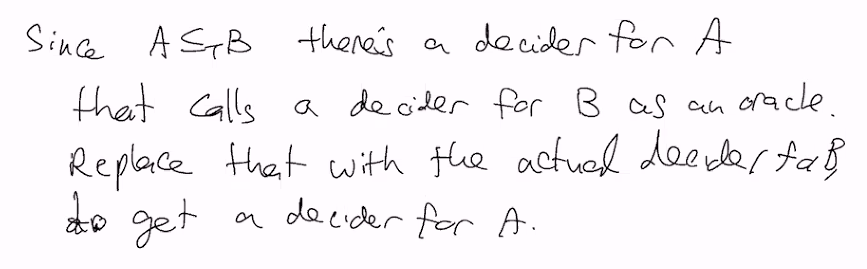 Since A ≤_T B there's a decider for A
that calls a decider for B as an oracle.
Replace that with the actual decider for B,
to get a decider for A.